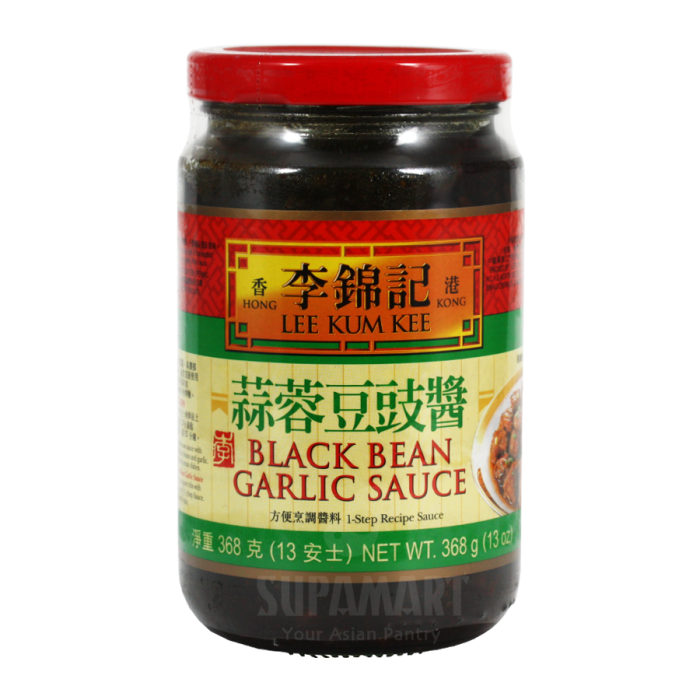 香 李錦記 港
HONG KONG
LEE KUM KEE
蒜蓉豆豉醬
李
BLACK BEAN
GARLIC SAUCE
方便烹調醬料 1-Step Recipe Sauce
淨重 368 克 (13 安士) NET WT. 368 g (13 oz)
SUPAMART
Your Asian Pantry